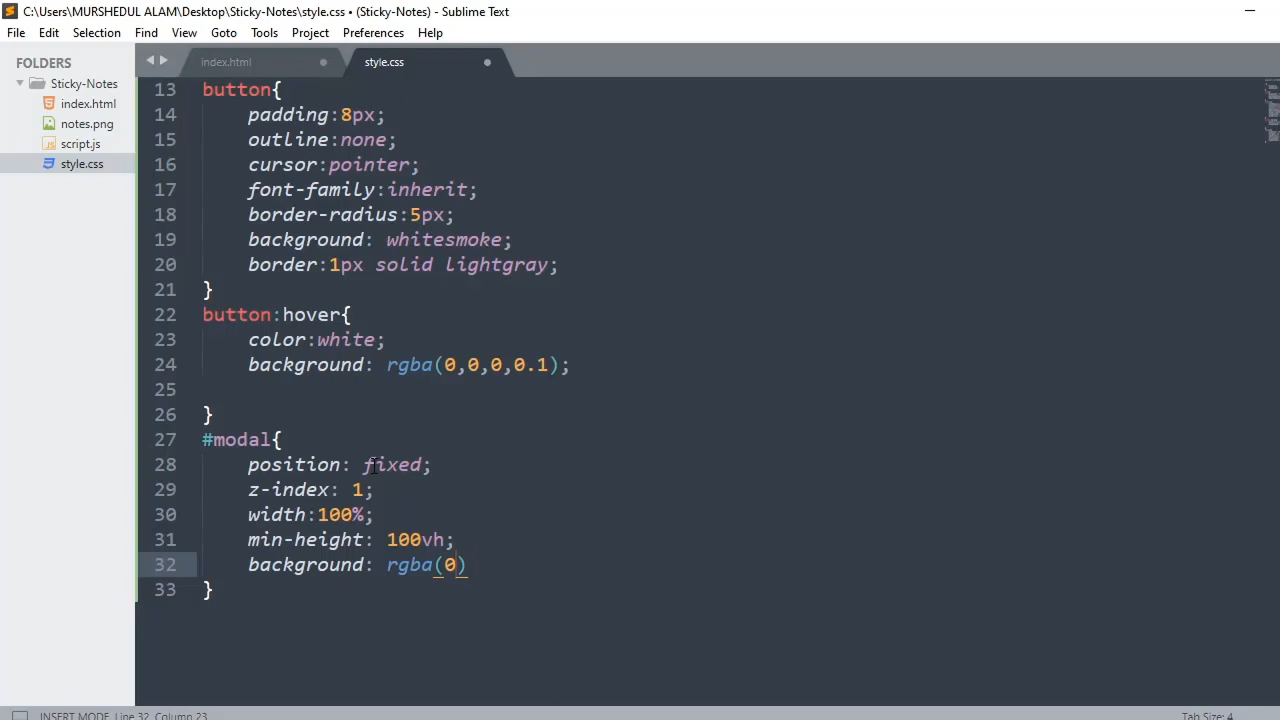 C:\Users\MURSHEDUL ALAM\Desktop\Sticky-Notes\style.css • (Sticky-Notes) - Sublime Text
File Edit Selection Find View Goto Tools Project Preferences Help
FOLDERS
Sticky-Notes
index.html
notes.png
script.js
style.css
index.html
style.css
13 button{
14 padding:8px;
15 outline:none;
16 cursor:pointer;
17 font-family:inherit;
18 border-radius:5px;
19 background: whitesmoke;
20 border:1px solid lightgray;
21 }
22 button:hover{
23 color:white;
24 background: rgba(0,0,0,0.1);
25
26 }
27 #modal{
28 position: fixed;
29 z-index: 1;
30 width:100%;
31 min-height: 100vh;
32 background: rgba(0)
33 }
INSERT MODE, Line 32, Column 23
Tab Size: 4